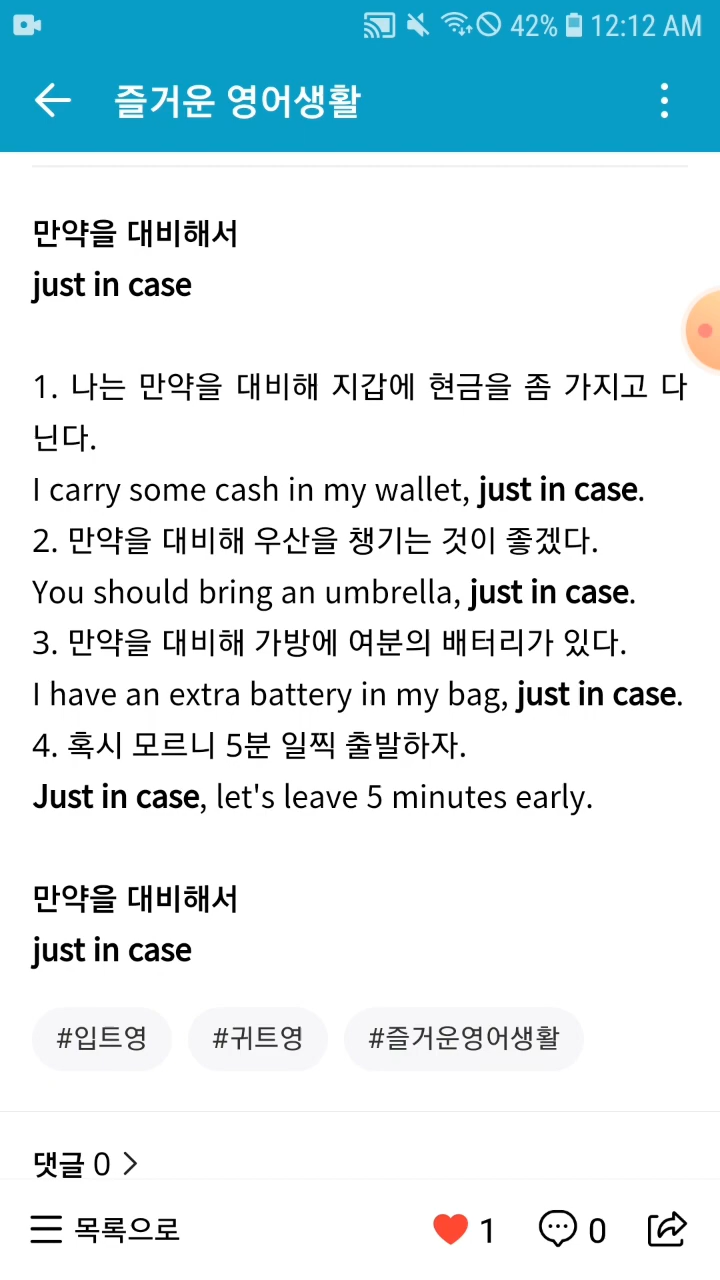 42% 12:12 AM
즐거운 영어생활
만약을 대비해서
just in case
1. 나는 만약을 대비해 지갑에 현금을 좀 가지고 다
닌다.
I carry some cash in my wallet, just in case.
2. 만약을 대비해 우산을 챙기는 것이 좋겠다.
You should bring an umbrella, just in case.
3. 만약을 대비해 가방에 여분의 배터리가 있다.
I have an extra battery in my bag, just in case.
4. 혹시 모르니 5분 일찍 출발하자.
Just in case, let's leave 5 minutes early.
만약을 대비해서
just in case
#입트영 #귀트영 #즐거운영어생활
댓글 0
목록으로 1 0